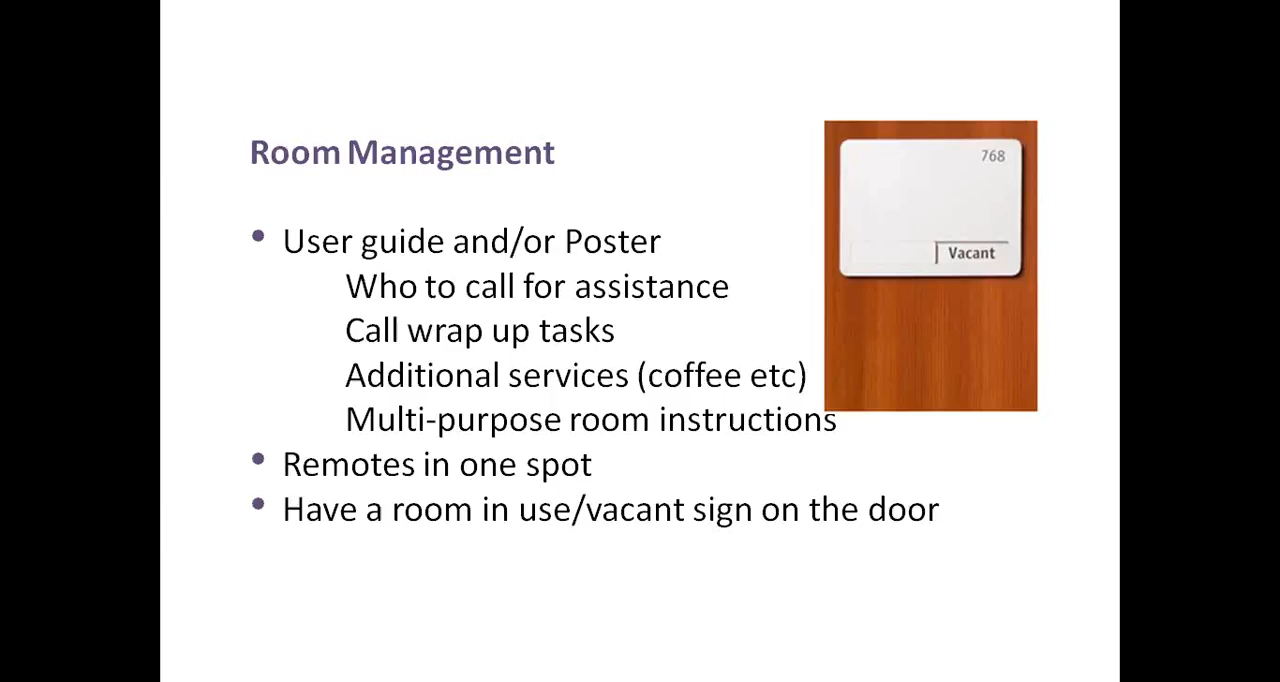 Room Management
768
Vacant
• User guide and/or Poster
Who to call for assistance
Call wrap up tasks
Additional services (coffee etc)
Multi-purpose room instructions
• Remotes in one spot
• Have a room in use/vacant sign on the door